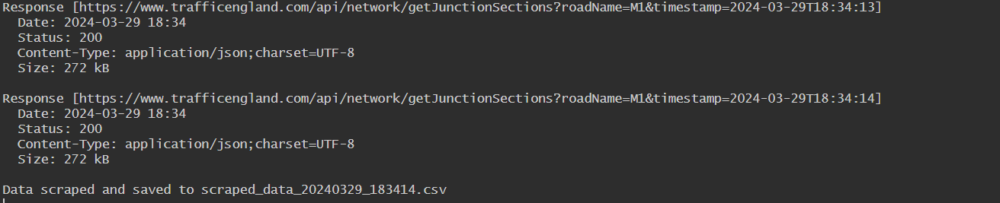 Response [https://www.trafficengland.com/api/network/getJunctionSections?roadName=M1&timestamp=2024-03-29T18:34:13]
  Date: 2024-03-29 18:34
  Status: 200
  Content-Type: application/json;charset=UTF-8
  Size: 272 kB

Response [https://www.trafficengland.com/api/network/getJunctionSections?roadName=M1&timestamp=2024-03-29T18:34:14]
  Date: 2024-03-29 18:34
  Status: 200
  Content-Type: application/json;charset=UTF-8
  Size: 272 kB

Data scraped and saved to scraped_data_20240329_183414.csv